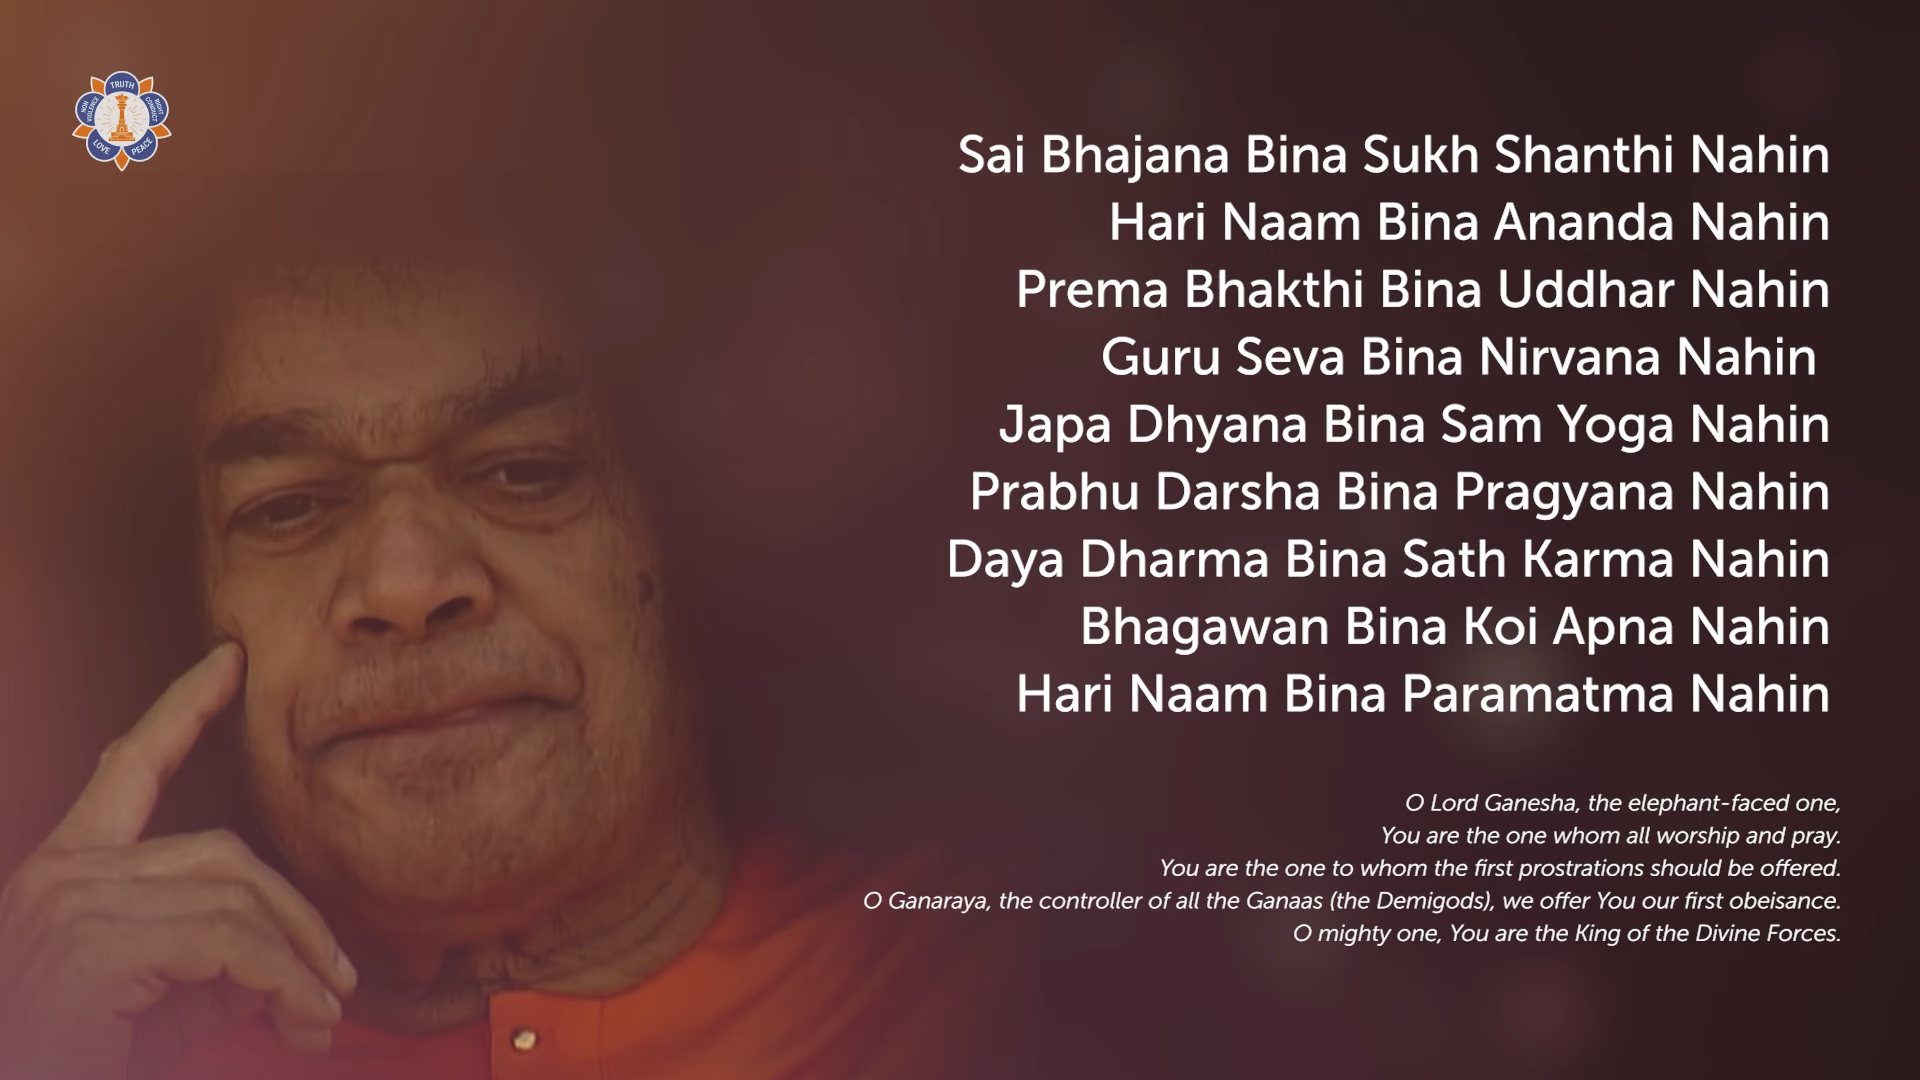 TRUTH
RIGHT CONDUCT
PEACE
LOVE
NON VIOLENCE
Sai Bhajana Bina Sukh Shanthi Nahin
Hari Naam Bina Ananda Nahin
Prema Bhakthi Bina Uddhar Nahin
Guru Seva Bina Nirvana Nahin
Japa Dhyana Bina Sam Yoga Nahin
Prabhu Darsha Bina Pragyana Nahin
Daya Dharma Bina Sath Karma Nahin
Bhagawan Bina Koi Apna Nahin
Hari Naam Bina Paramatma Nahin
O Lord Ganesha, the elephant-faced one,
You are the one whom all worship and pray.
You are the one to whom the first prostrations should be offered.
O Ganaraya, the controller of all the Ganaas (the Demigods), we offer You our first obeisance.
O mighty one, You are the King of the Divine Forces.